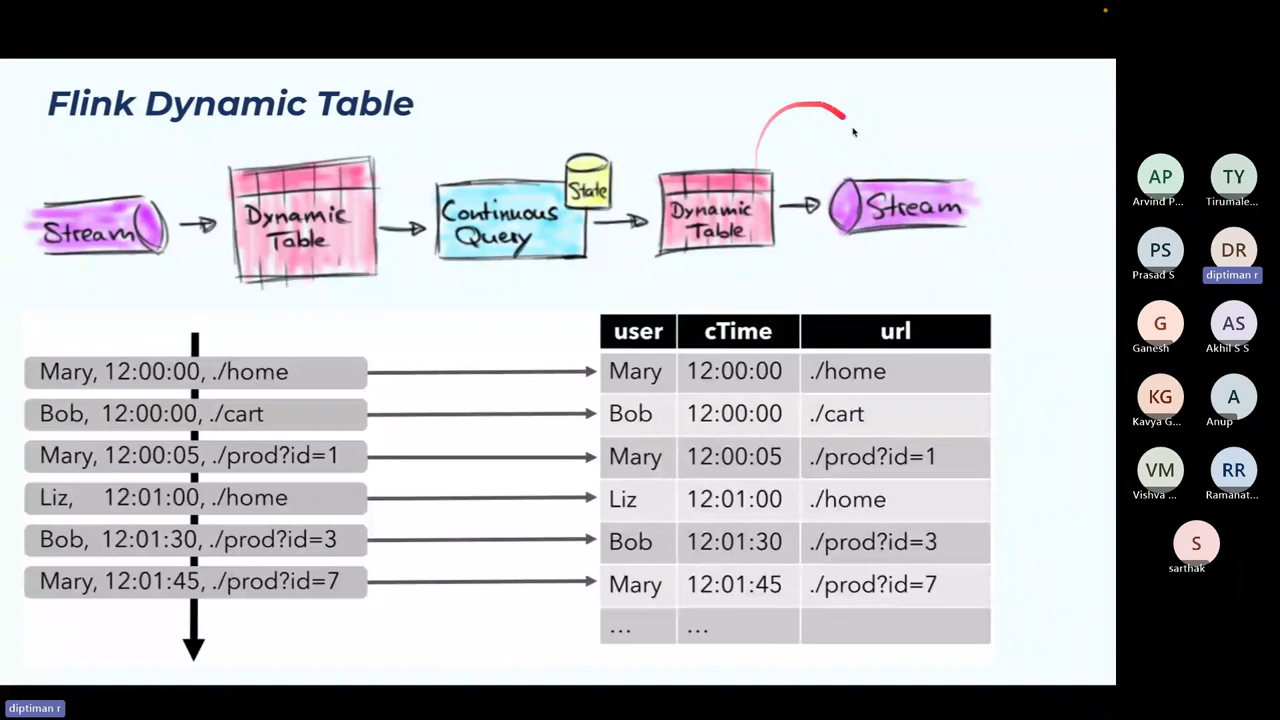 Flink Dynamic Table
Stream
Dynamic
Table
Continuous
Query
State
Dynamic
Table
Stream
Mary, 12:00:00, ./home
Bob, 12:00:00, ./cart
Mary, 12:00:05, ./prod?id=1
Liz, 12:01:00, ./home
Bob, 12:01:30, ./prod?id=3
Mary, 12:01:45, ./prod?id=7
user cTime url
Mary 12:00:00 ./home
Bob 12:00:00 ./cart
Mary 12:00:05 ./prod?id=1
Liz 12:01:00 ./home
Bob 12:01:30 ./prod?id=3
Mary 12:01:45 ./prod?id=7
... ...
AP TY
Arvind P... Tirumale...
PS DR
Prasad S diptiman r
G AS
Ganesh Akhil S S
KG A
Kavya G... Anup
VM RR
Vishva ... Ramanat...
S
sarthak
diptiman r